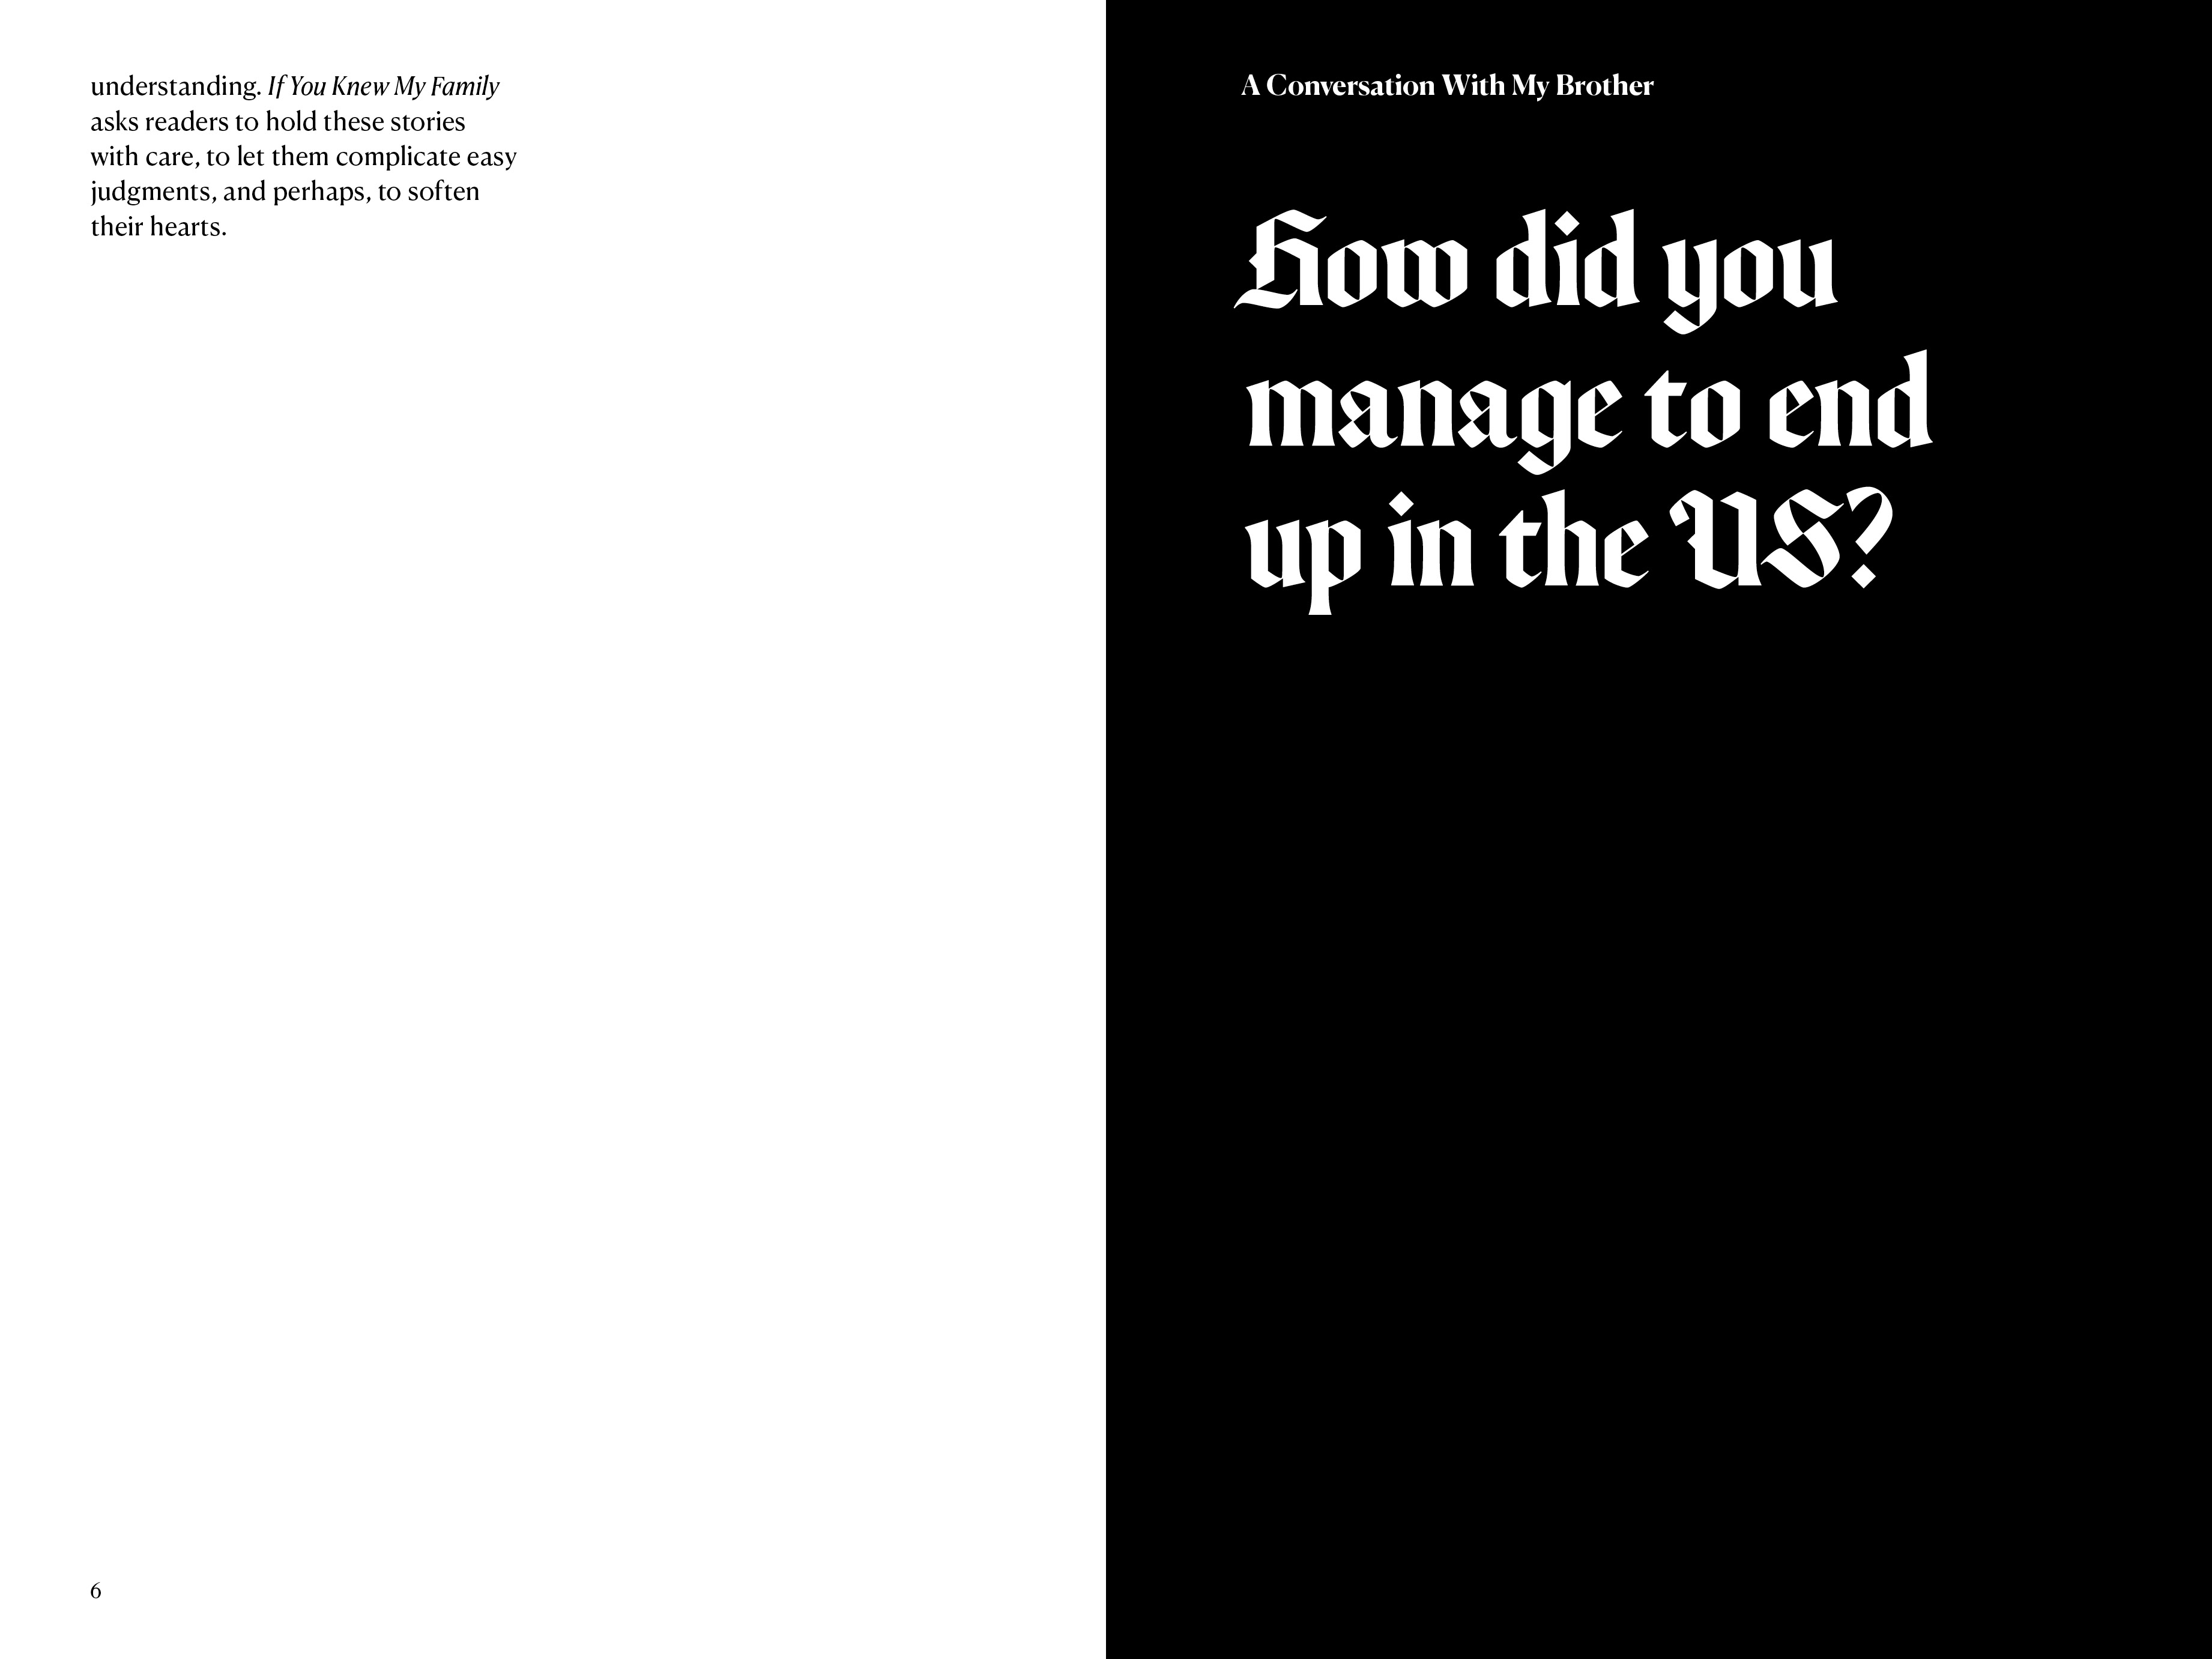 understanding. If You Knew My Family
asks readers to hold these stories
with care, to let them complicate easy
judgments, and perhaps, to soften
their hearts.
6
A Conversation With My Brother
How did you
manage to end
up in the US?